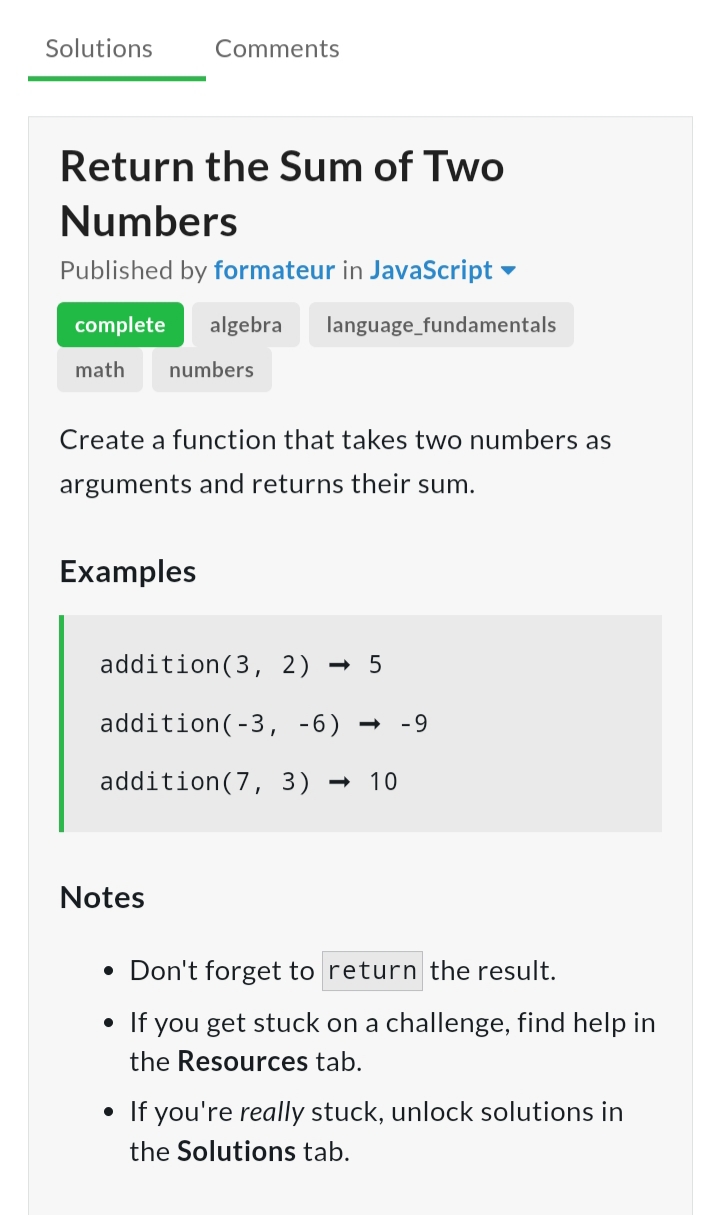 Solutions Comments
Return the Sum of Two
Numbers
Published by formateur in JavaScript
complete algebra language_fundamentals
math numbers
Create a function that takes two numbers as
arguments and returns their sum.
Examples
addition(3, 2) ➞ 5
addition(-3, -6) ➞ -9
addition(7, 3) ➞ 10
Notes
• Don't forget to return the result.
• If you get stuck on a challenge, find help in
the Resources tab.
• If you're really stuck, unlock solutions in
the Solutions tab.